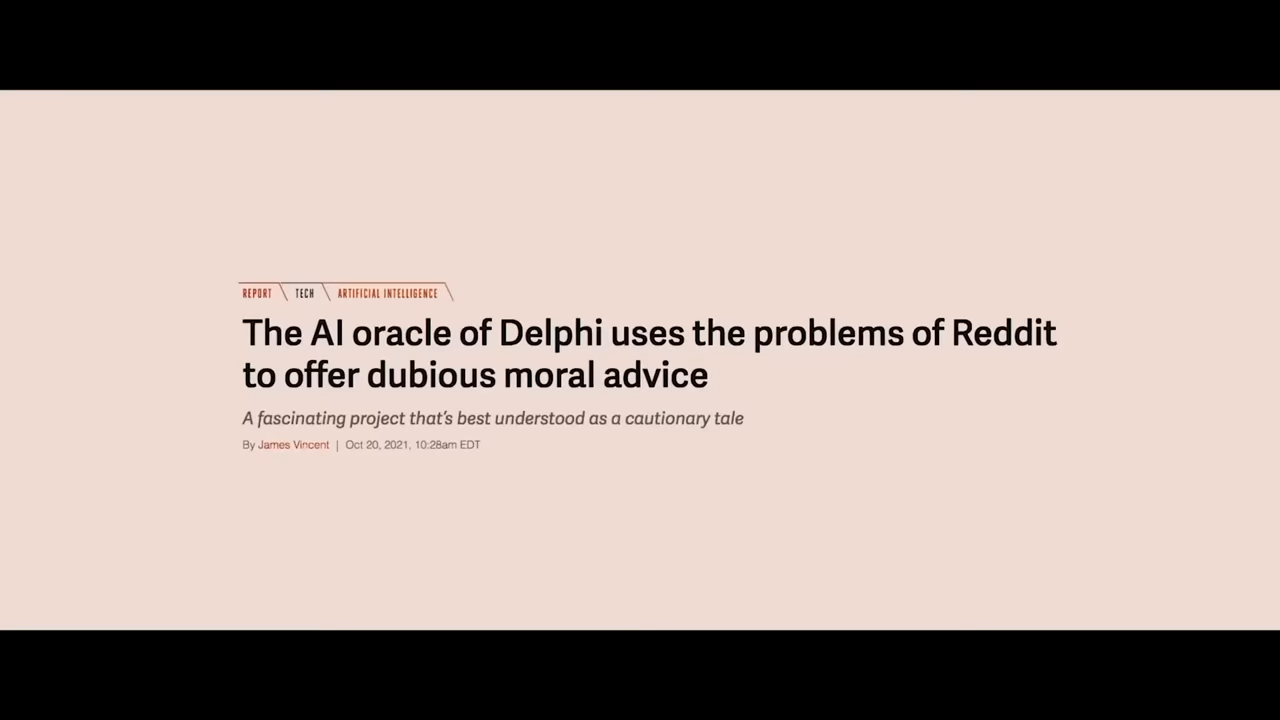 REPORT TECH ARTIFICIAL INTELLIGENCE
The AI oracle of Delphi uses the problems of Reddit
to offer dubious moral advice
A fascinating project that's best understood as a cautionary tale
By James Vincent | Oct 20, 2021, 10:28am EDT